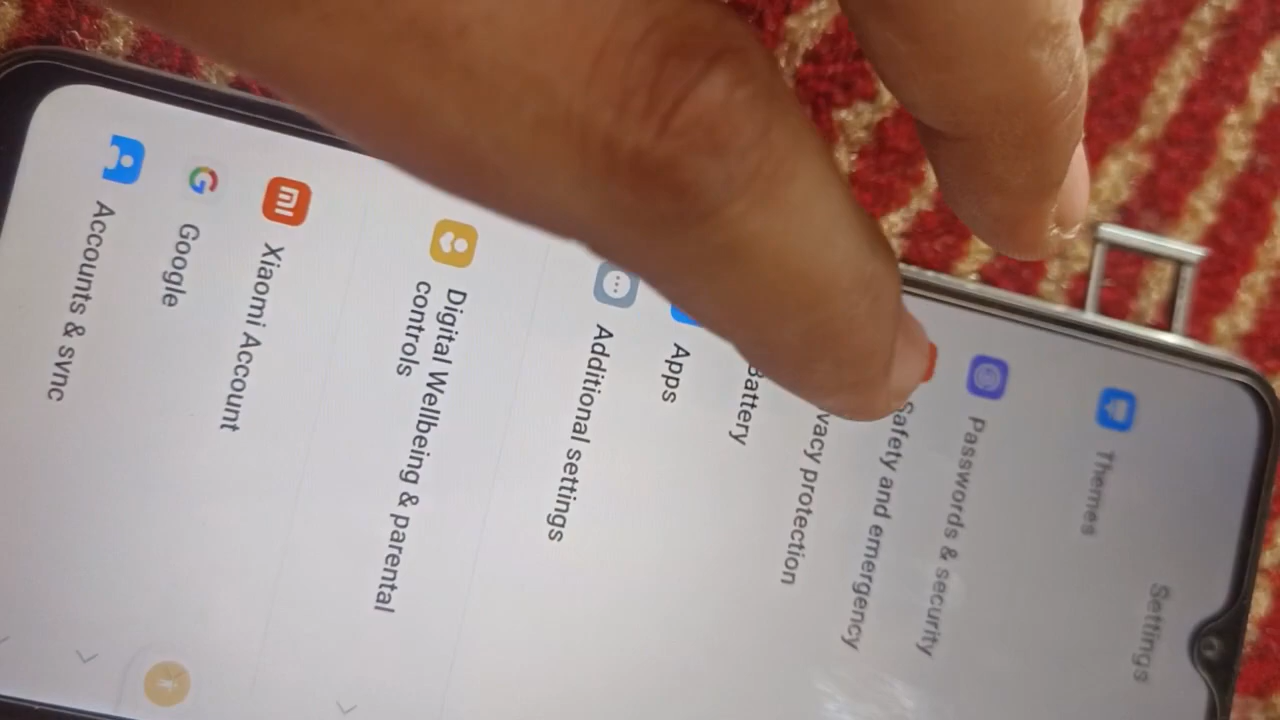 Settings
Themes
Passwords & security
Safety and emergency
vacy protection
Battery
Apps
Additional settings
Digital Wellbeing & parental
controls
Xiaomi Account
Google
Accounts & sync